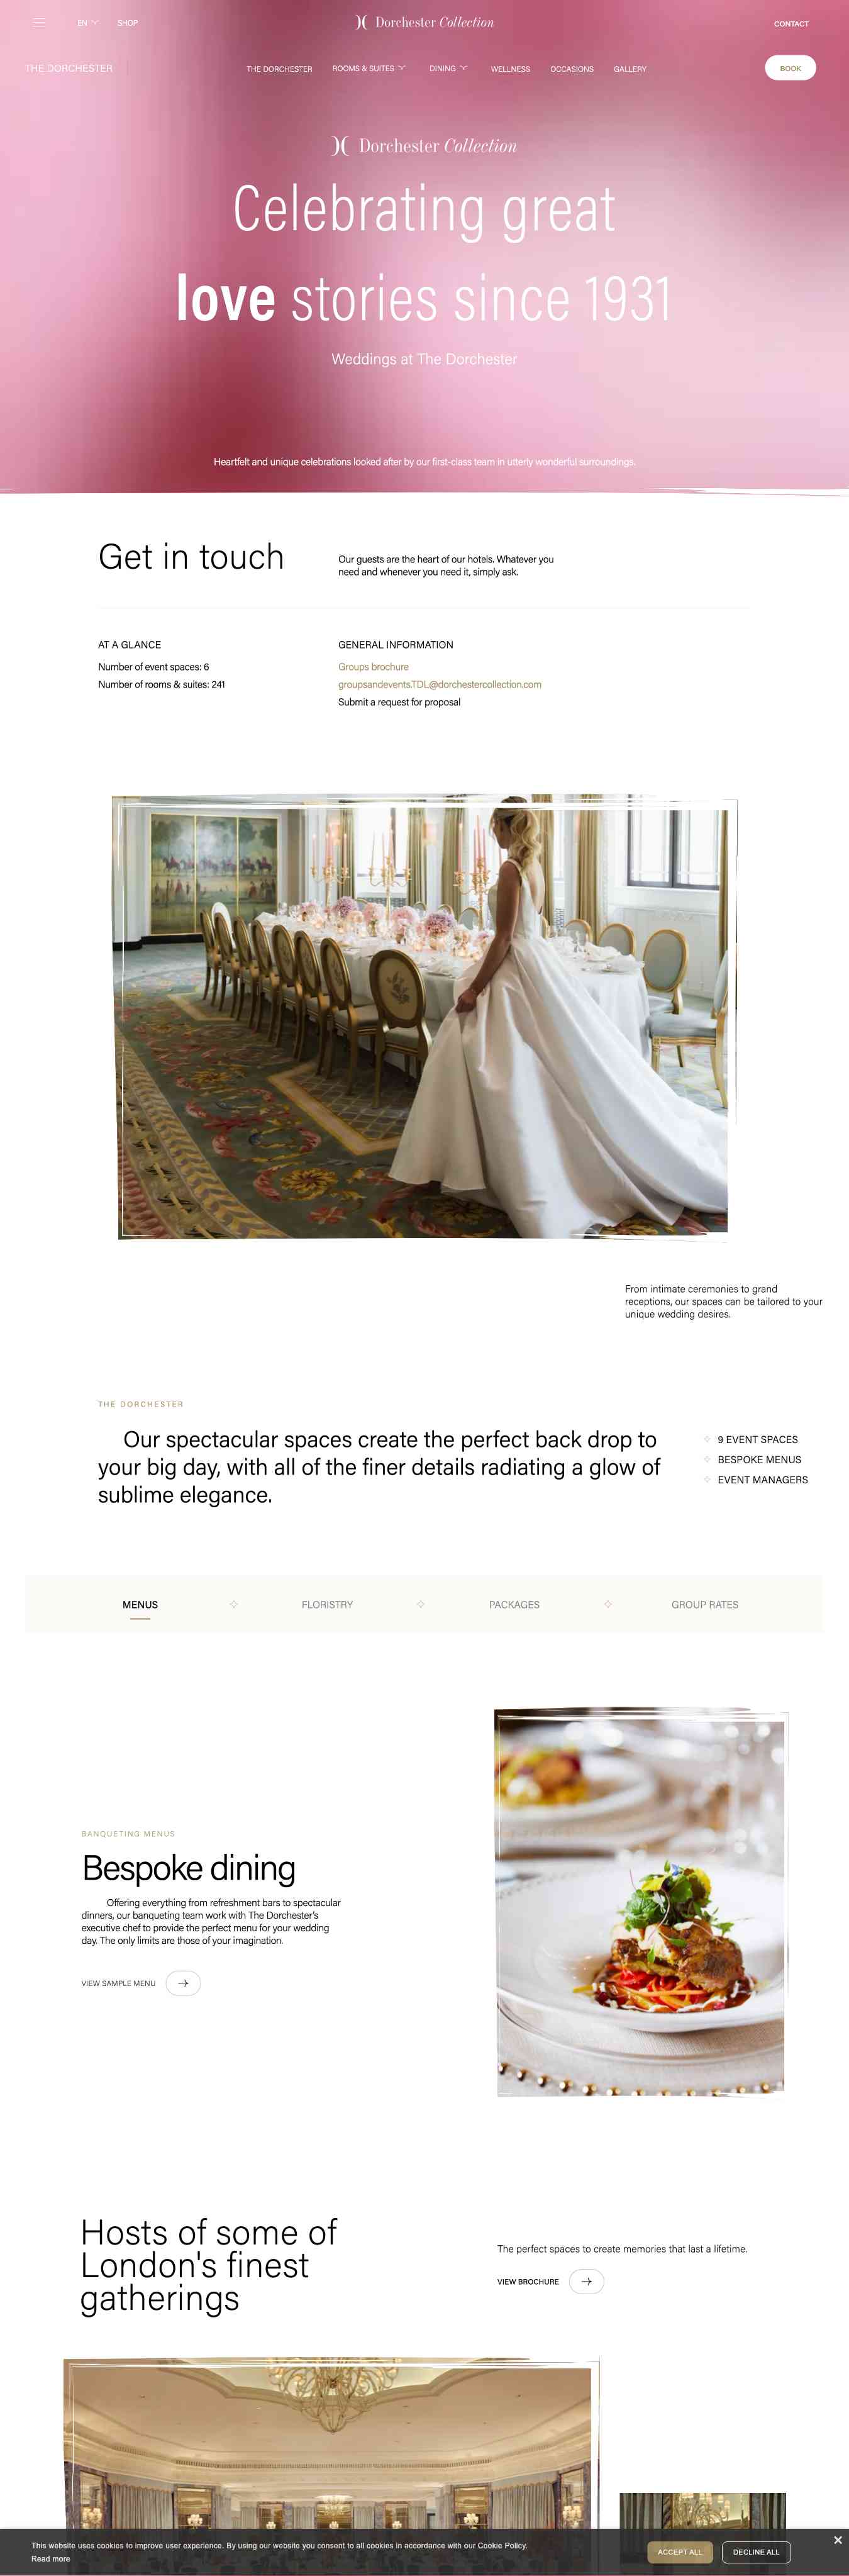 EN
SHOP
Dorchester Collection
CONTACT
THE DORCHESTER
THE DORCHESTER
ROOMS & SUITES
DINING
WELLNESS
OCCASIONS
GALLERY
BOOK
Dorchester Collection
Celebrating great
love stories since 1931
Weddings at The Dorchester
Heartfelt and unique celebrations looked after by our first-class team in utterly wonderful surroundings.
Get in touch
Our guests are the heart of our hotels. Whatever you
need and whenever you need it, simply ask.
AT A GLANCE
Number of event spaces: 6
Number of rooms & suites: 241
GENERAL INFORMATION
Groups brochure
groupsandevents.TDL@dorchestercollection.com
Submit a request for proposal
From intimate ceremonies to grand
receptions, our spaces can be tailored to your
unique wedding desires.
THE DORCHESTER
Our spectacular spaces create the perfect back drop to
your big day, with all of the finer details radiating a glow of
sublime elegance.
9 EVENT SPACES
BESPOKE MENUS
EVENT MANAGERS
MENUS
FLORISTRY
PACKAGES
GROUP RATES
BANQUETING MENUS
Bespoke dining
Offering everything from refreshment bars to spectacular
dinners, our banqueting team work with The Dorchester's
executive chef to provide the perfect menu for your wedding
day. The only limits are those of your imagination.
VIEW SAMPLE MENU
Hosts of some of
London's finest
gatherings
The perfect spaces to create memories that last a lifetime.
VIEW BROCHURE
This website uses cookies to improve user experience. By using our website you consent to all cookies in accordance with our Cookie Policy.
Read more
ACCEPT ALL
DECLINE ALL